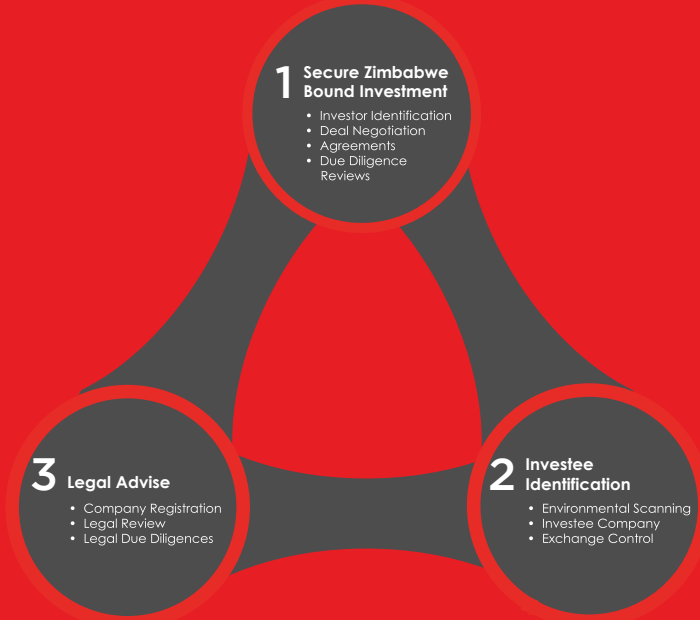 1 Secure Zimbabwe
Bound Investment
• Investor Identification
• Deal Negotiation
• Agreements
• Due Diligence
Reviews
3 Legal Advise
• Company Registration
• Legal Review
• Legal Due Diligences
2 Investee
Identification
• Environmental Scanning
• Investee Company
• Exchange Control